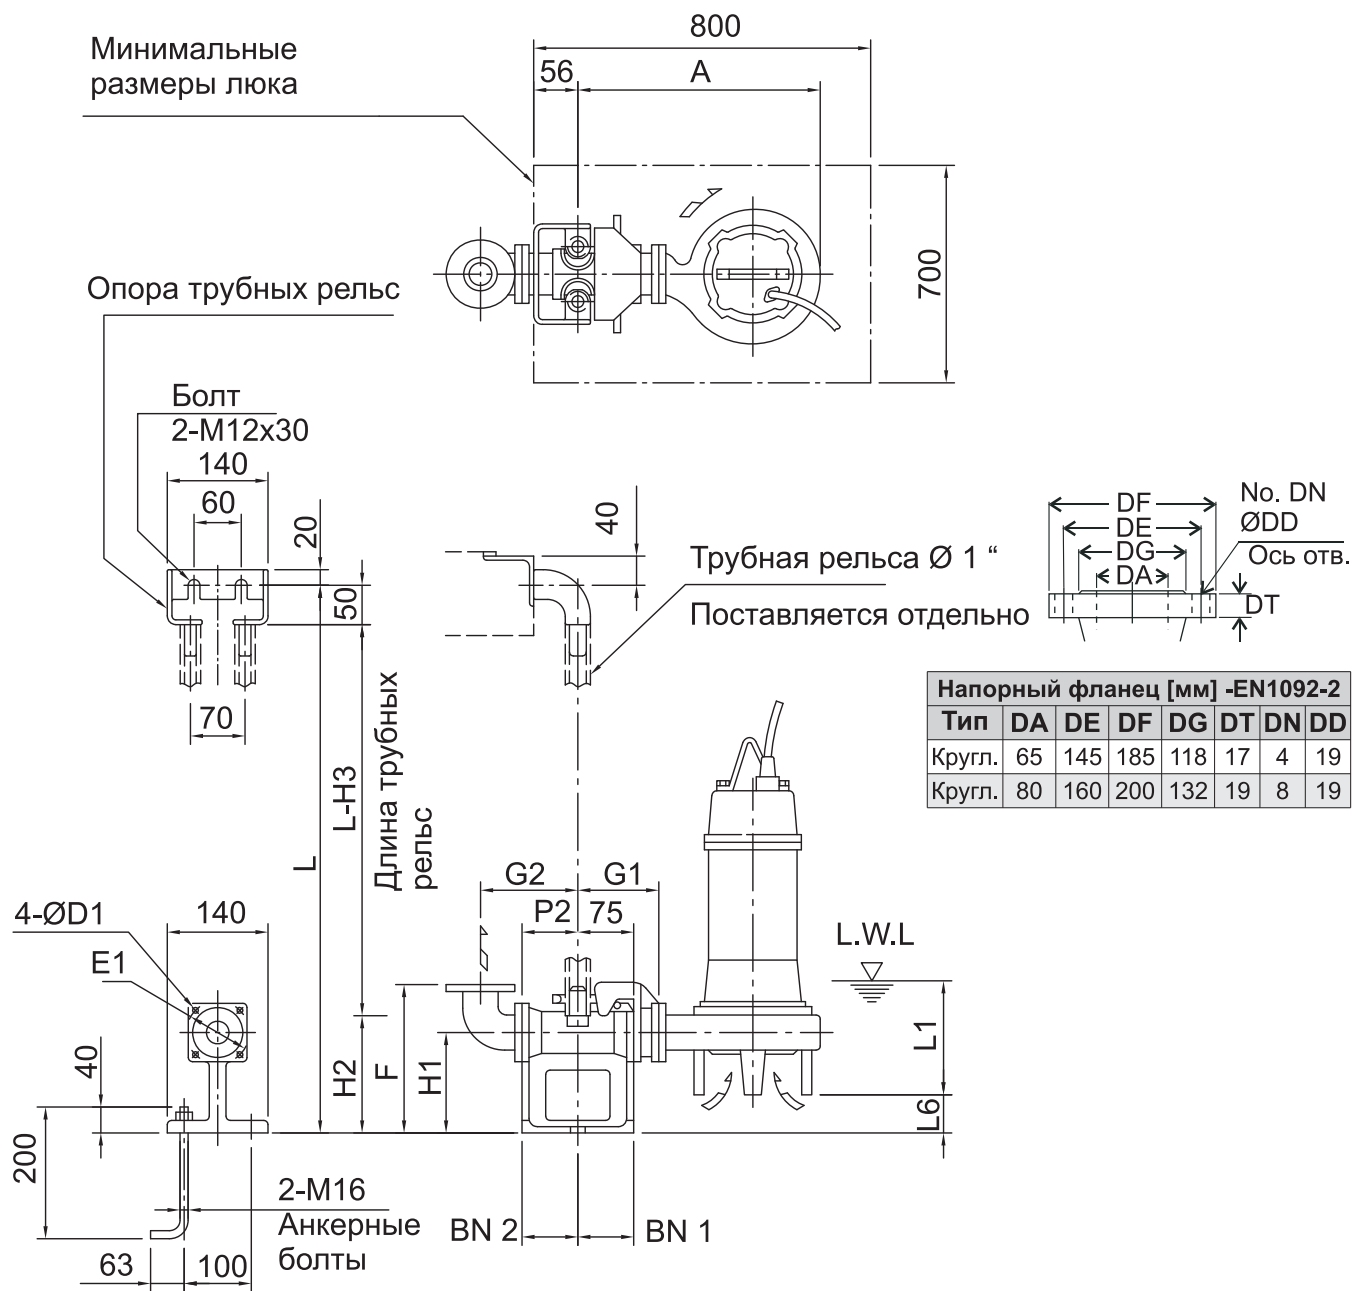 800
Минимальные
размеры люка
56
A
700
Опора трубных рельс
Болт
2-M12x30
140
60
20
50
70
40
Трубная рельса Ø 1 “
Поставляется отдельно
DF
DE
DG
DA
No. DN
ØDD
Ось отв.
DT
Напорный фланец [мм] -EN1092-2
Тип DA DE DF DG DT DN DD
Кругл. 65 145 185 118 17 4 19
Кругл. 80 160 200 132 19 8 19
L
L-H3
Длина трубных
рельс
G2
G1
P2
75
4-ØD1
140
E1
L.W.L
40
H2
F
H1
L1
L6
200
2-M16
Анкерные
болты
BN 2
BN 1
63
100